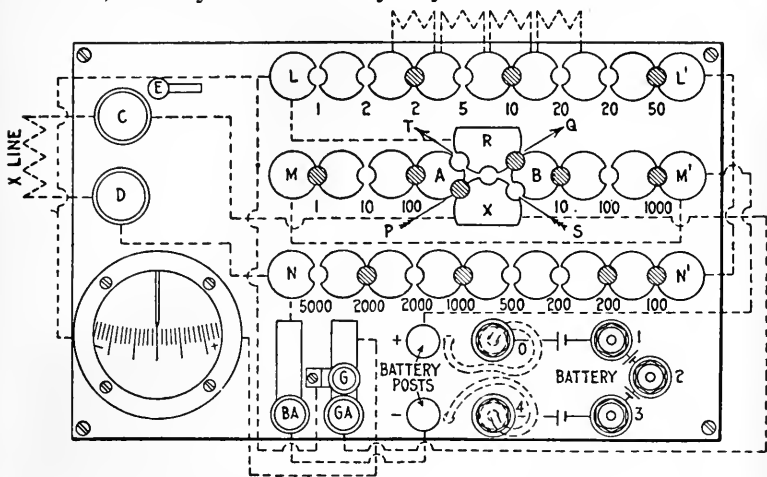 L L'
1 2 2 5 10 20 20 50
E
C
X LINE
D
T R Q
M A B M'
1 10 100 10 100 1000
P X S
N N'
5000 2000 2000 1000 500 200 200 100
- +
+ 0 1
BATTERY POSTS
BATTERY 2
G
BA GA
- 4 3